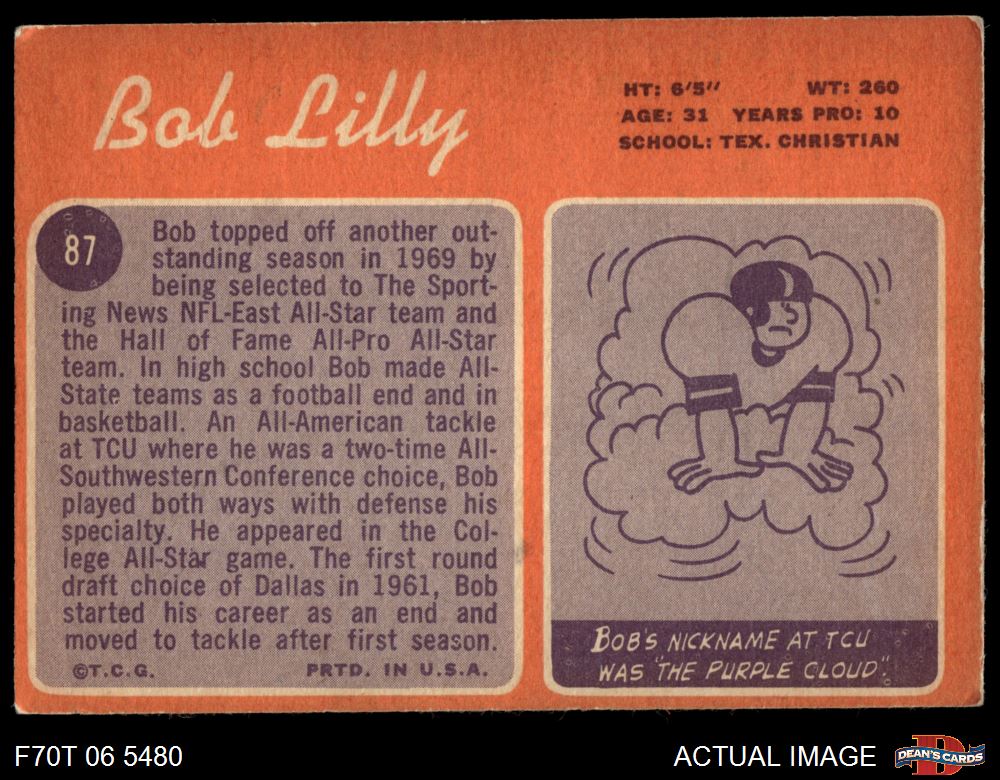 Bob Lilly
HT: 6'5" WT: 260
AGE: 31 YEARS PRO: 10
SCHOOL: TEX. CHRISTIAN
87
Bob topped off another out-
standing season in 1969 by
being selected to The Sport-
ing News NFL-East All-Star team and
the Hall of Fame All-Pro All-Star
team. In high school Bob made All-
State teams as a football end and in
basketball. An All-American tackle
at TCU where he was a two-time All-
Southwestern Conference choice, Bob
played both ways with defense his
specialty. He appeared in the Col-
lege All-Star game. The first round
draft choice of Dallas in 1961, Bob
started his career as an end and
moved to tackle after first season.
©T.C.G. PRTD. IN U.S.A.
BOB'S NICKNAME AT TCU
WAS "THE PURPLE CLOUD".
F70T 06 5480
ACTUAL IMAGE
DEAN'S CARDS